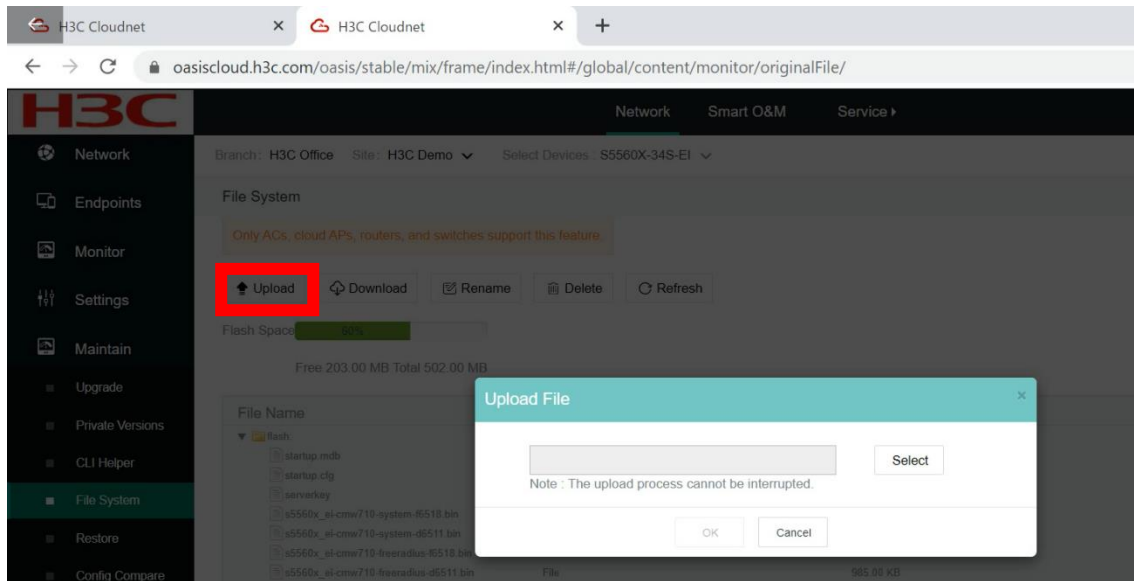 H3C Cloudnet
H3C Cloudnet
oasiscloud.h3c.com/oasis/stable/mix/frame/index.html#/global/content/monitor/originalFile/
H3C
Network Smart O&M Service
Network
Branch: H3C Office Site: H3C Demo Select Devices: S5560X-34S-EI
Endpoints
File System
Monitor
Only ACs, cloud APs, routers, and switches support this feature.
Settings
Upload Download Rename Delete Refresh
Flash Space 60%
Maintain
Free 203.00 MB Total 502.00 MB
Upgrade
Upload File
Private Versions
File Name
flash:
CLI Helper
startup.mdb
Select
startup.cfg
Note : The upload process cannot be interrupted.
File System
serverkey
s5560x_ei-cmw710-system-f6518.bin
Restore
s5560x_ei-cmw710-system-d6511.bin
OK Cancel
s5560x_ei-cmw710-freeradius-f6518.bin
Config Compare
s5560x_ei-cmw710-freeradius-d6511.bin File 985.00 KB